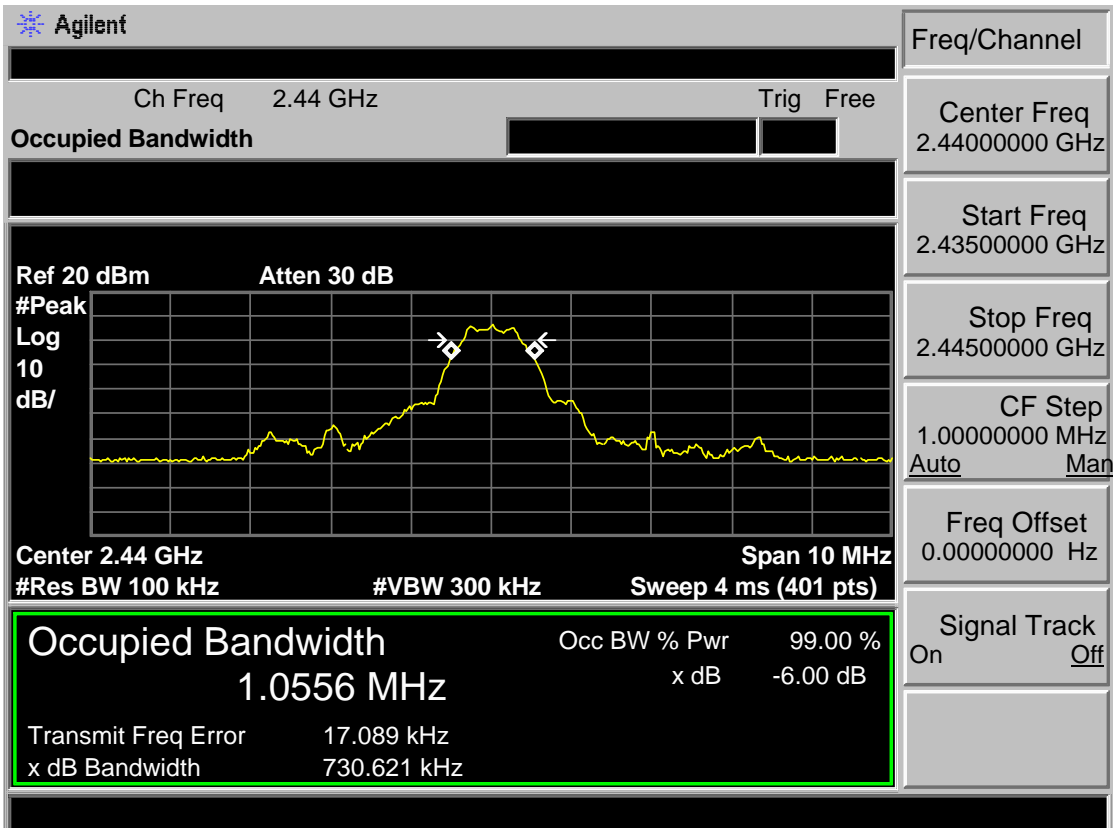 Agilent
Freq/Channel
Ch Freq 2.44 GHz Trig Free
Occupied Bandwidth
Center Freq
2.44000000 GHz
Start Freq
2.43500000 GHz
Ref 20 dBm Atten 30 dB
#Peak
Log
10
dB/
Stop Freq
2.44500000 GHz
CF Step
1.00000000 MHz
Auto Man
Freq Offset
0.00000000 Hz
Center 2.44 GHz Span 10 MHz
#Res BW 100 kHz #VBW 300 kHz Sweep 4 ms (401 pts)
Signal Track
On Off
Occupied Bandwidth
1.0556 MHz
Occ BW % Pwr 99.00 %
x dB -6.00 dB
Transmit Freq Error 17.089 kHz
x dB Bandwidth 730.621 kHz